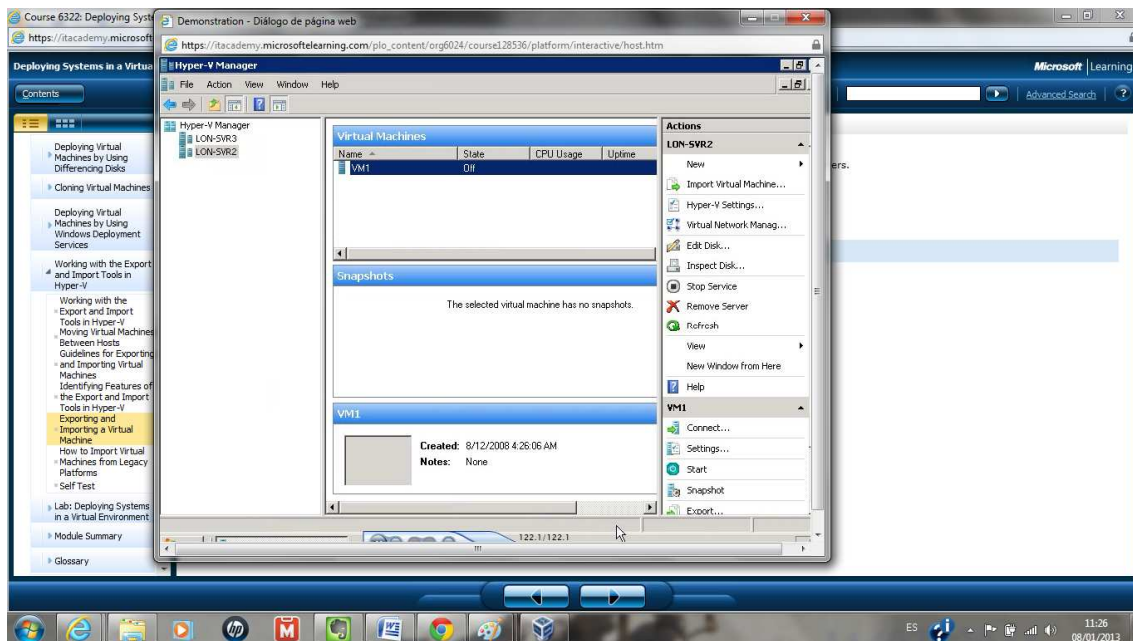 Course 6322: Deploying Syste
https://itacademy.microsoft
Deploying Systems in a Virtua
Microsoft Learning
Contents
Advanced Search
Deploying Virtual
Machines by Using
Differencing Disks
Cloning Virtual Machines
Deploying Virtual
Machines by Using
Windows Deployment
Services
Working with the Export
and Import Tools in
Hyper-V
Working with the
Export and Import
Tools in Hyper-V
Moving Virtual Machines
Between Hosts
Guidelines for Exporting
and Importing Virtual
Machines
Identifying Features of
the Export and Import
Tools in Hyper-V
Exporting and
Importing a Virtual
Machine
How to Import Virtual
Machines from Legacy
Platforms
Self Test
Lab: Deploying Systems
in a Virtual Environment
Module Summary
Glossary
ers.
Demonstration - Diálogo de página web
https://itacademy.microsoftelearning.com/plo_content/org6024/course128536/platform/interactive/host.htm
Hyper-V Manager
File Action View Window Help
Hyper-V Manager
LON-SVR3
LON-SVR2
Virtual Machines
Name State CPU Usage Uptime
VM1 Off
Snapshots
The selected virtual machine has no snapshots.
VM1
Created: 8/12/2008 4:26:06 AM
Notes: None
Actions
LON-SVR2
New
Import Virtual Machine...
Hyper-V Settings...
Virtual Network Manag...
Edit Disk...
Inspect Disk...
Stop Service
Remove Server
Refresh
View
New Window from Here
Help
VM1
Connect...
Settings...
Start
Snapshot
Export...
122.1/122.1
hp
ES
11:26
08/01/2013